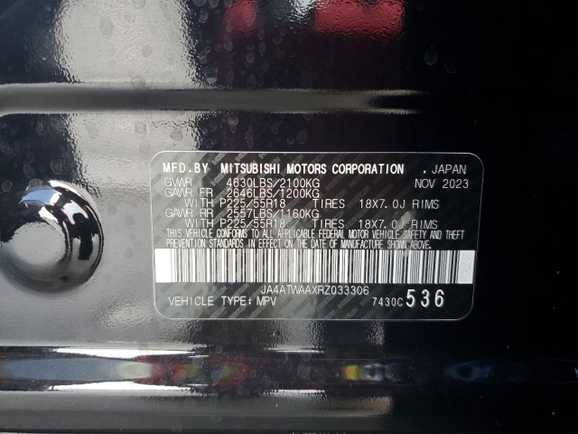 MFD.BY MITSUBISHI MOTORS CORPORATION , JAPAN
GVWR 4630LBS/2100KG NOV 2023
GAWR FR 2646LBS/1200KG
WITH P225/55R18 TIRES 18X7.0J RIMS
GAWR RR 2557LBS/1160KG
WITH P225/55R18 TIRES 18X7.0J RIMS
THIS VEHICLE CONFORMS TO ALL APPLICABLE FEDERAL MOTOR VEHICLE SAFETY AND THEFT
PREVENTION STANDARDS IN EFFECT ON THE DATE OF MANUFACTURE SHOWN ABOVE.
JA4ATWAAXRZ033306
VEHICLE TYPE: MPV 7430C 536